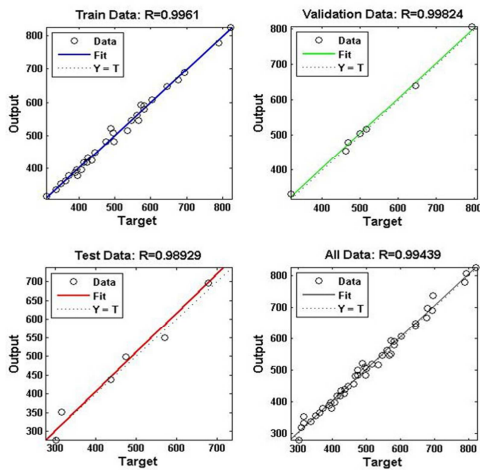 Train Data: R=0.9961
Output
800
700
600
500
400
Data
Fit
Y = T
400 500 600 700 800
Target
Validation Data: R=0.99824
Output
800
700
600
500
400
Data
Fit
Y = T
400 500 600 700 800
Target
Test Data: R=0.98929
Output
700
650
600
550
500
450
400
350
300
Data
Fit
Y = T
300 400 500 600 700
Target
All Data: R=0.99439
Output
800
700
600
500
400
300
Data
Fit
Y = T
300 400 500 600 700 800
Target